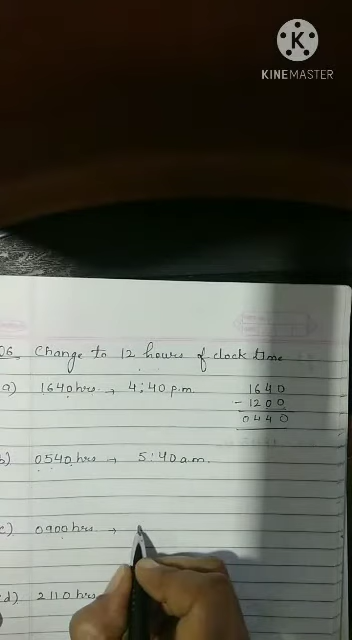 K
KINEMASTER
06. Change to 12 hours of clock time
a) 1640 hrs → 4:40 p.m
1640
- 1200
0440
b) 0540 hrs → 5:40 a.m.
c) 0900 hrs →
d) 2110 hrs